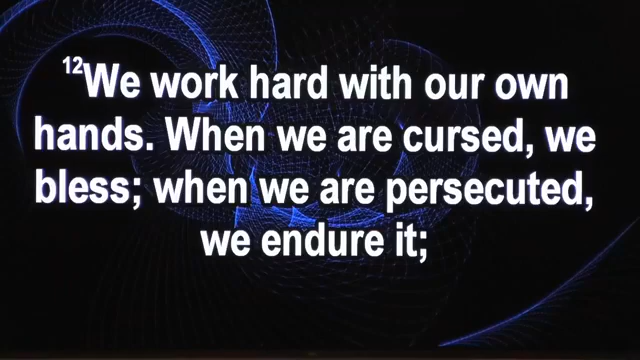 12We work hard with our own
hands. When we are cursed, we
bless; when we are persecuted,
we endure it;